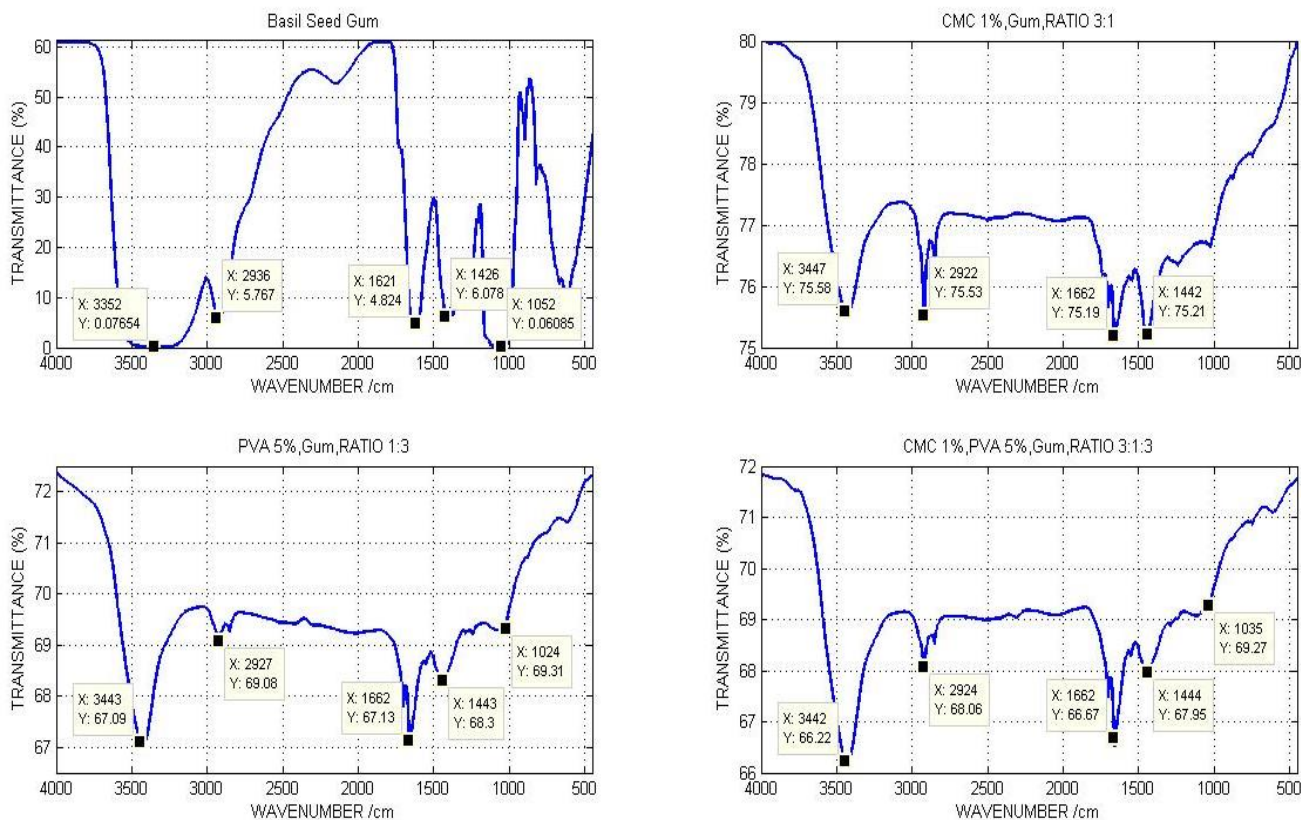 Basil Seed Gum
60
50
40
30
20
10
0
TRANSMITTANCE (%)
X: 3352
Y: 0.07654
X: 2936
Y: 5.767
X: 1621
Y: 4.824
X: 1426
Y: 6.078
X: 1052
Y: 0.06085
4000 3500 3000 2500 2000 1500 1000 500
WAVENUMBER /cm
CMC 1%,Gum,RATIO 3:1
80
79
78
77
76
75
TRANSMITTANCE (%)
X: 3447
Y: 75.58
X: 2922
Y: 75.53
X: 1662
Y: 75.19
X: 1442
Y: 75.21
4000 3500 3000 2500 2000 1500 1000 500
WAVENUMBER /cm
PVA 5%,Gum,RATIO 1:3
72
71
70
69
68
67
TRANSMITTANCE (%)
X: 3443
Y: 67.09
X: 2927
Y: 69.08
X: 1662
Y: 67.13
X: 1443
Y: 68.3
X: 1024
Y: 69.31
4000 3500 3000 2500 2000 1500 1000 500
WAVENUMBER /cm
CMC 1%,PVA 5%,Gum,RATIO 3:1:3
72
71
70
69
68
67
66
TRANSMITTANCE (%)
X: 3442
Y: 66.22
X: 2924
Y: 68.06
X: 1662
Y: 66.67
X: 1444
Y: 67.95
X: 1035
Y: 69.27
4000 3500 3000 2500 2000 1500 1000 500
WAVENUMBER /cm